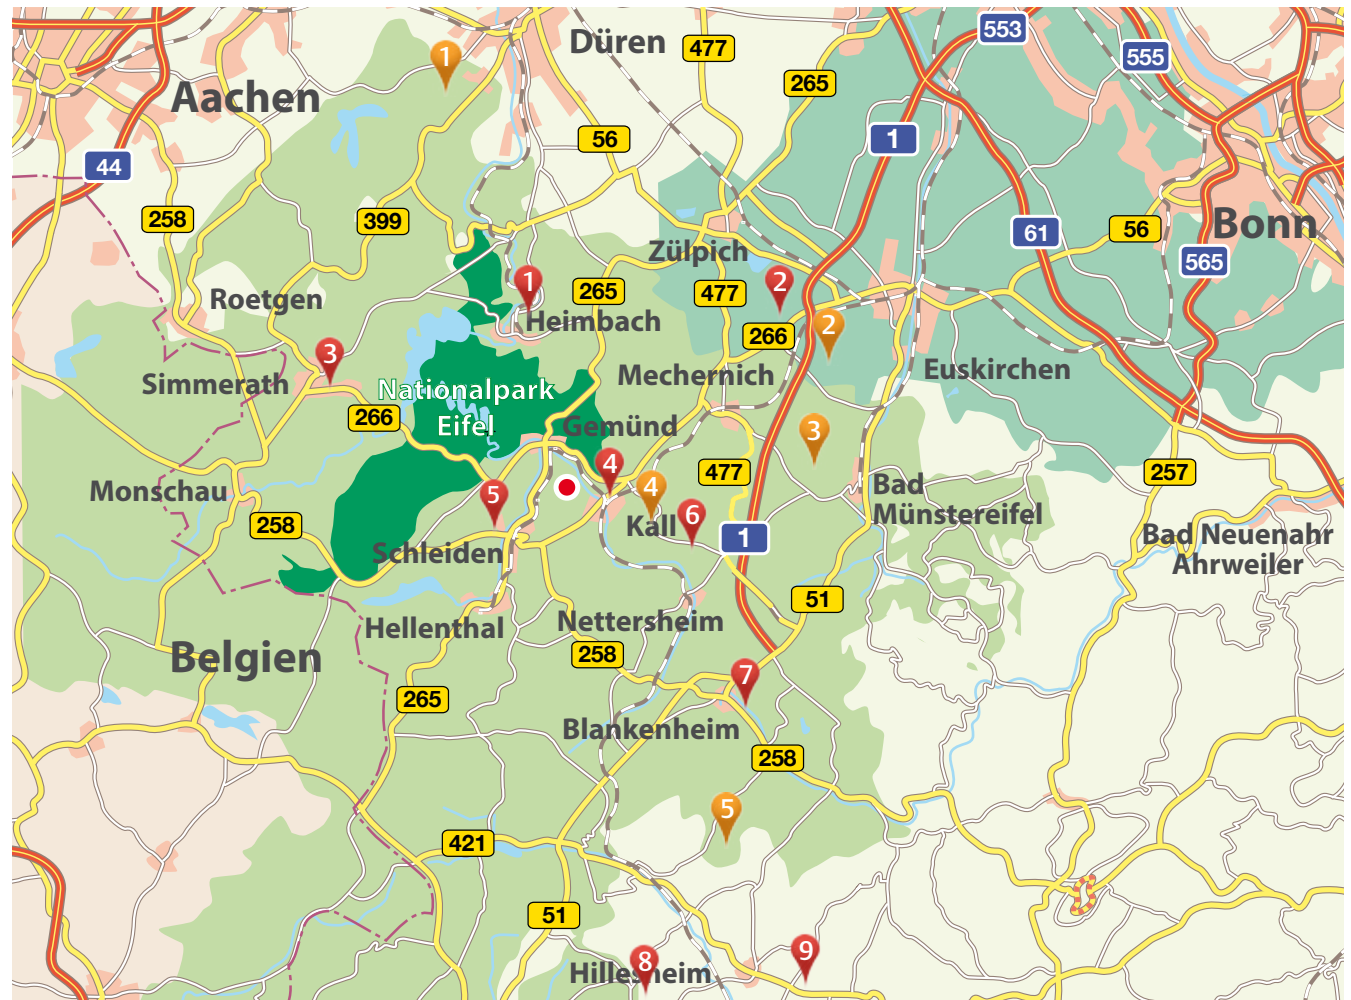 553
Düren
477
555
1
Aachen
265
56
1
44
258
399
61
56
Bonn
Zülpich
565
Roetgen
1
265
477
2
Heimbach
266
2
3
Simmerath
Nationalpark
Eifel
Mechernich
Euskirchen
266
Gemünd
3
4
477
257
Monschau
5
4
Bad
Münstereifel
258
Kall
6
1
Bad Neuenahr
Ahrweiler
Schleiden
51
Hellenthal
Nettersheim
Belgien
258
7
265
Blankenheim
258
5
421
51
8
Hillesheim
9